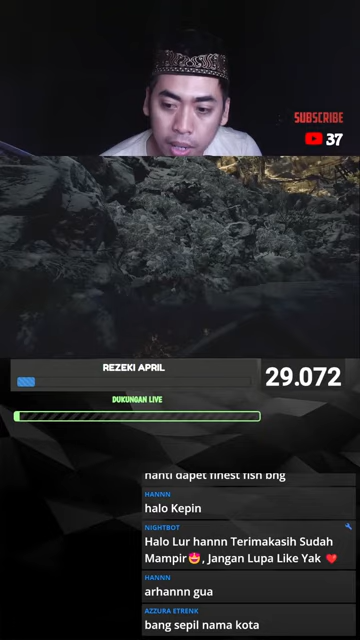 SUBSCRIBE
37
REZEKI APRIL
29.072
DUKUNGAN LIVE
nanti dapet finest fish bng
HANNN
halo Kepin
NIGHTBOT
Halo Lur hannn Terimakasih Sudah
Mampir😍, Jangan Lupa Like Yak ❤️
HANNN
arhannn gua
AZZURA ETRENK
bang sepil nama kota